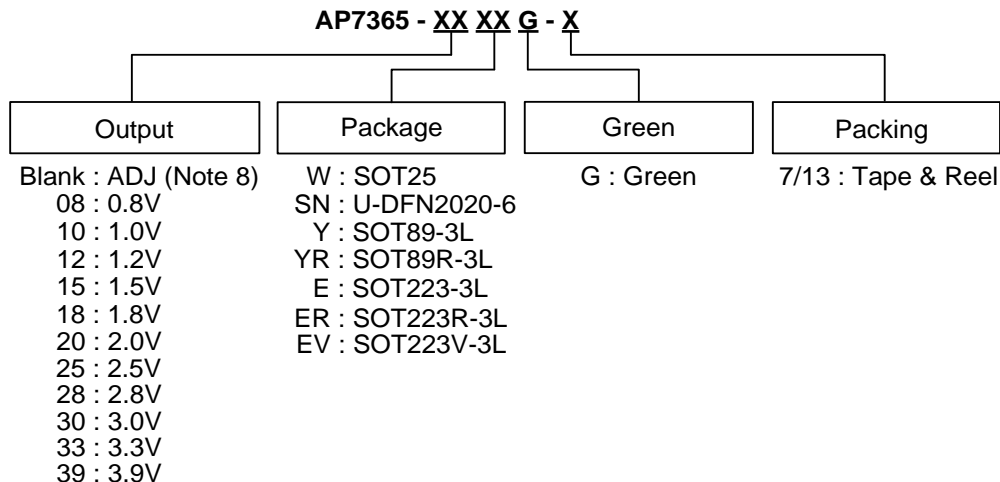 AP7365 - XX XX G - X
Output
Package
Green
Packing
Blank : ADJ (Note 8)
08 : 0.8V
10 : 1.0V
12 : 1.2V
15 : 1.5V
18 : 1.8V
20 : 2.0V
25 : 2.5V
28 : 2.8V
30 : 3.0V
33 : 3.3V
39 : 3.9V
W : SOT25
SN : U-DFN2020-6
Y : SOT89-3L
YR : SOT89R-3L
E : SOT223-3L
ER : SOT223R-3L
EV : SOT223V-3L
G : Green
7/13 : Tape & Reel